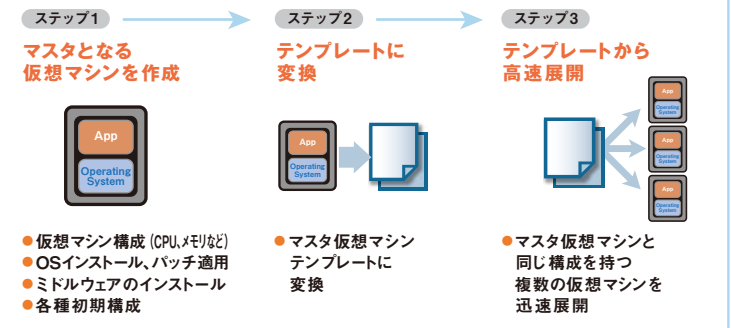 ステップ1
マスタとなる
仮想マシンを作成
App
Operating
System
●仮想マシン構成(CPU、メモリなど)
●OSインストール、パッチ適用
●ミドルウェアのインストール
●各種初期構成
ステップ2
テンプレートに
変換
App
Operating
System
●マスタ仮想マシン
テンプレートに
変換
ステップ3
テンプレートから
高速展開
App
Operating
System
App
Operating
System
App
Operating
System
●マスタ仮想マシンと
同じ構成を持つ
複数の仮想マシンを
迅速展開